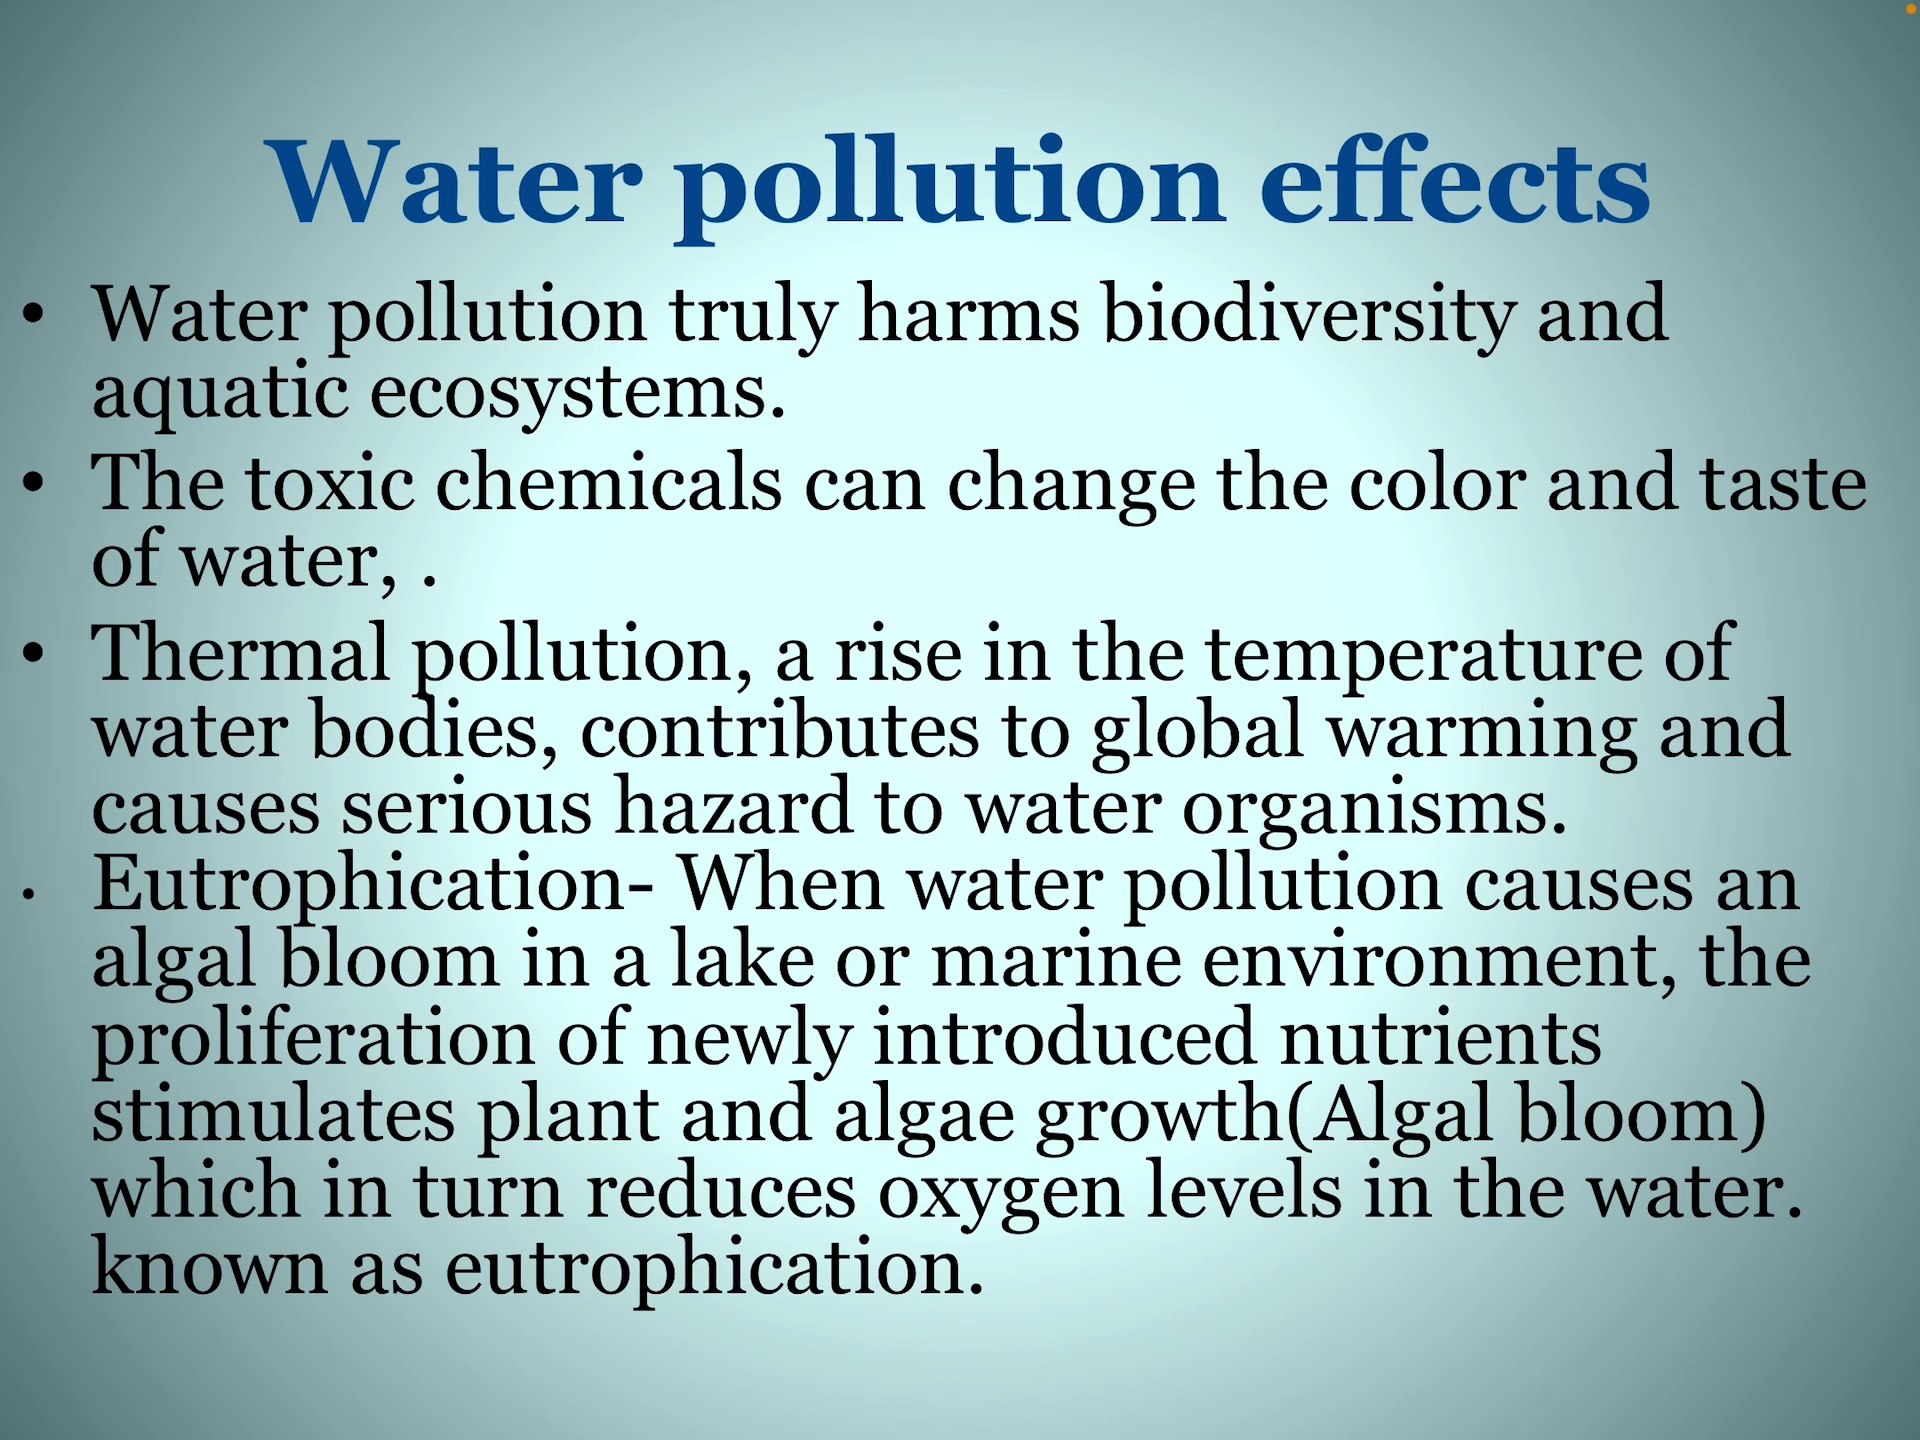 Water pollution effects
• Water pollution truly harms biodiversity and
aquatic ecosystems.
• The toxic chemicals can change the color and taste
of water, .
• Thermal pollution, a rise in the temperature of
water bodies, contributes to global warming and
causes serious hazard to water organisms.
• Eutrophication- When water pollution causes an
algal bloom in a lake or marine environment, the
proliferation of newly introduced nutrients
stimulates plant and algae growth(Algal bloom)
which in turn reduces oxygen levels in the water.
known as eutrophication.